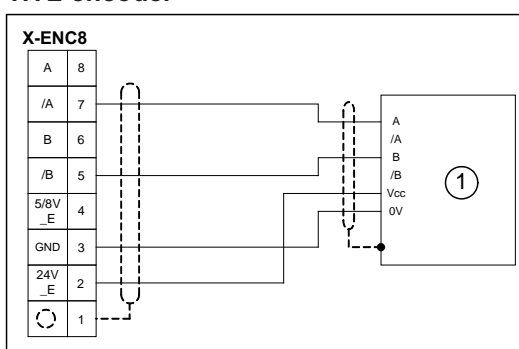 encoder
X-ENC8
A 8
/A 7
B 6
/B 5
5/8V
_E 4
GND 3
24V
_E 2
1
A
/A
B
/B
Vcc
0V
1